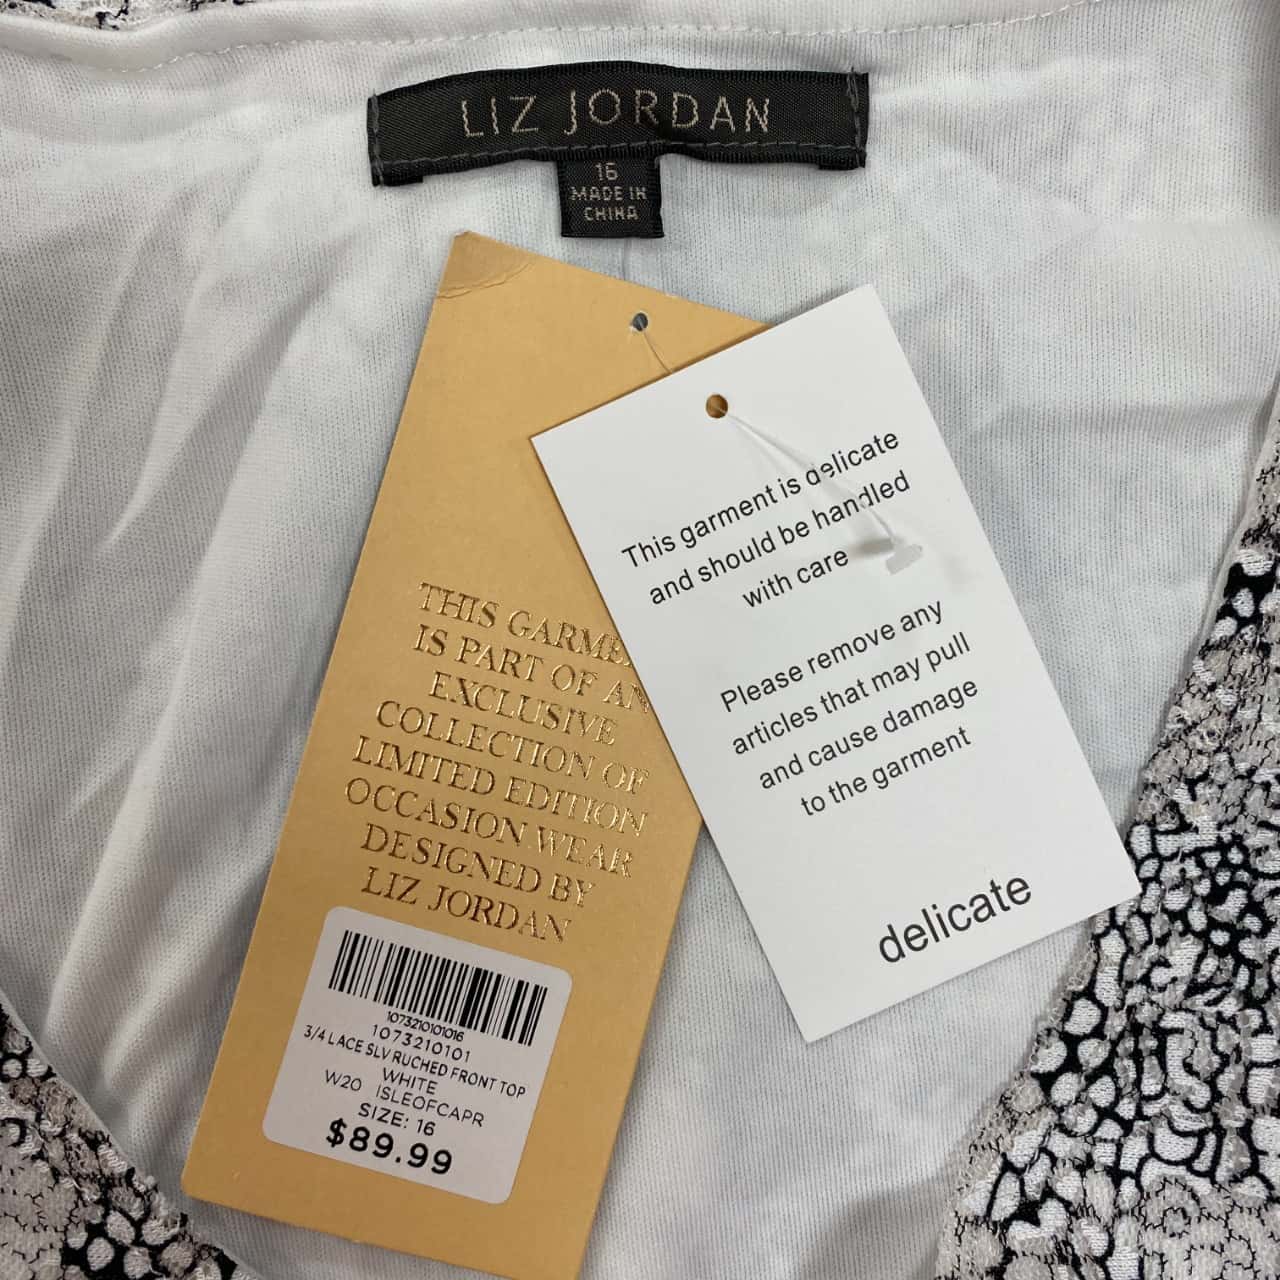 LIZ JORDAN
16
MADE IN
CHINA
THIS GARME
IS PART OF AN
EXCLUSIVE
COLLECTION OF
LIMITED EDITION
OCCASION WEAR
DESIGNED BY
LIZ JORDAN
1073210101016
1073210101
3/4 LACE SLV RUCHED FRONT TOP
WHITE
W20 ISLEOFCAPR
SIZE: 16
$89.99
This garment is delicate
and should be handled
with care
Please remove any
articles that may pull
and cause damage
to the garment
delicate